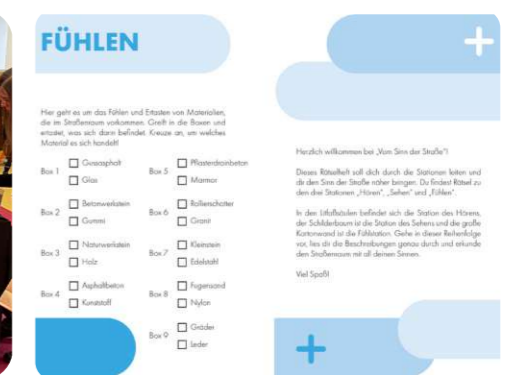 FÜHLEN
Hier geht es um das Fühlen und Ertasten von Materialien,
die im Straßenraum vorkommen. Greift in die Boxen und
ertastet, was sich darin befindet. Kreuze an, um welches
Material es sich handelt!
Box 1
Gussasphalt
Glas
Box 2
Betonwerkstein
Gummi
Box 3
Naturwerkstein
Holz
Box 4
Asphaltbeton
Kunststoff
Box 5
Pflasterdrainbeton
Marmor
Box 6
Rollierschotter
Granit
Box 7
Kleinstein
Edelstahl
Box 8
Fugensand
Nylon
Box 9
Gräder
Leder
Herzlich willkommen bei „Vom Sinn der Straße“!
Dieses Rätselheft soll dich durch die Stationen leiten und
dir den Sinn der Straße näher bringen. Du findest Rätsel zu
den drei Stationen „Hören“, „Sehen“ und „Fühlen“.
In den Litfaßsäulen befindet sich die Station des Hörens,
der Schilderbaum ist die Station des Sehens und die große
Kartonwand ist die Fühlstation. Gehe in dieser Reihenfolge
vor, lies dir die Beschreibungen genau durch und erkunde
den Straßenraum mit all deinen Sinnen.
Viel Spaß!